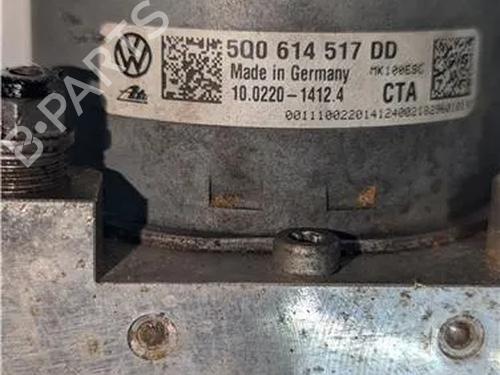 5Q0 614 517 DD
Made in Germany
MK100ESC
10.0220-1412.4
CTA
B-PARTS